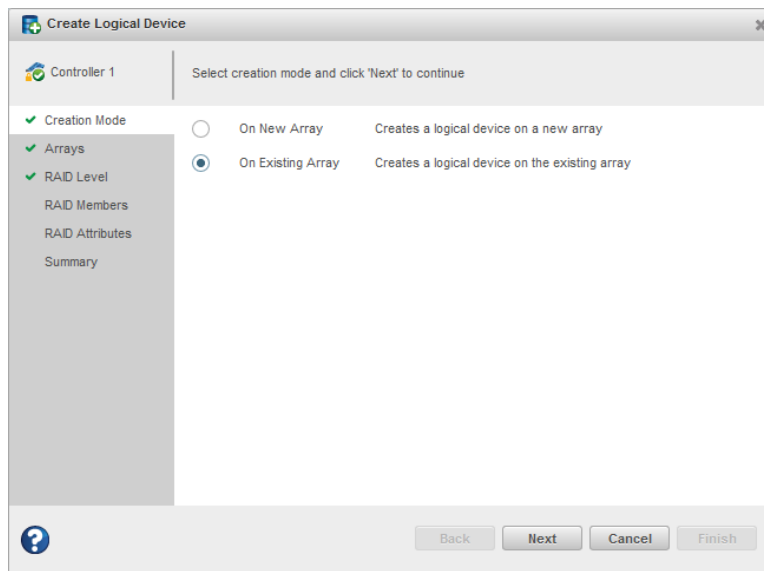 Create Logical Device
Controller 1
Select creation mode and click 'Next' to continue
Creation Mode
Arrays
RAID Level
RAID Members
RAID Attributes
Summary
On New Array Creates a logical device on a new array
On Existing Array Creates a logical device on the existing array
Back Next Cancel Finish